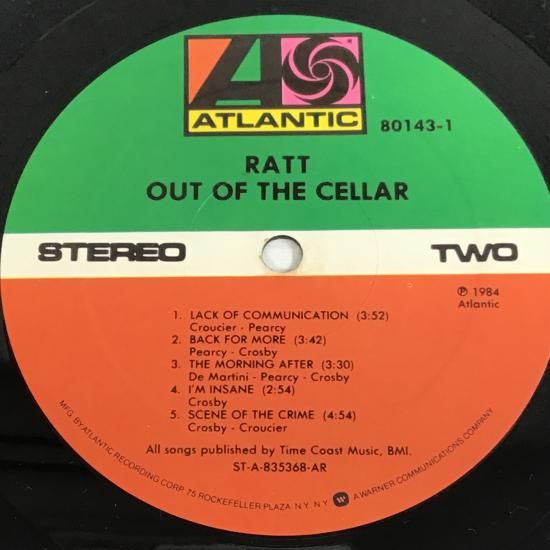 ATLANTIC
80143-1
RATT
OUT OF THE CELLAR
STEREO TWO
℗ 1984
Atlantic
1. LACK OF COMMUNICATION (3:52)
Croucier - Pearcy
2. BACK FOR MORE (3:42)
Pearcy - Crosby
3. THE MORNING AFTER (3:30)
De Martini - Pearcy - Crosby
4. I'M INSANE (2:54)
Crosby
5. SCENE OF THE CRIME (4:54)
Crosby - Croucier
All songs published by Time Coast Music, BMI.
ST-A-835368-AR
MFG. BY ATLANTIC RECORDING CORP. 75 ROCKEFELLER PLAZA. N.Y. N.Y. A WARNER COMMUNICATIONS COMPANY